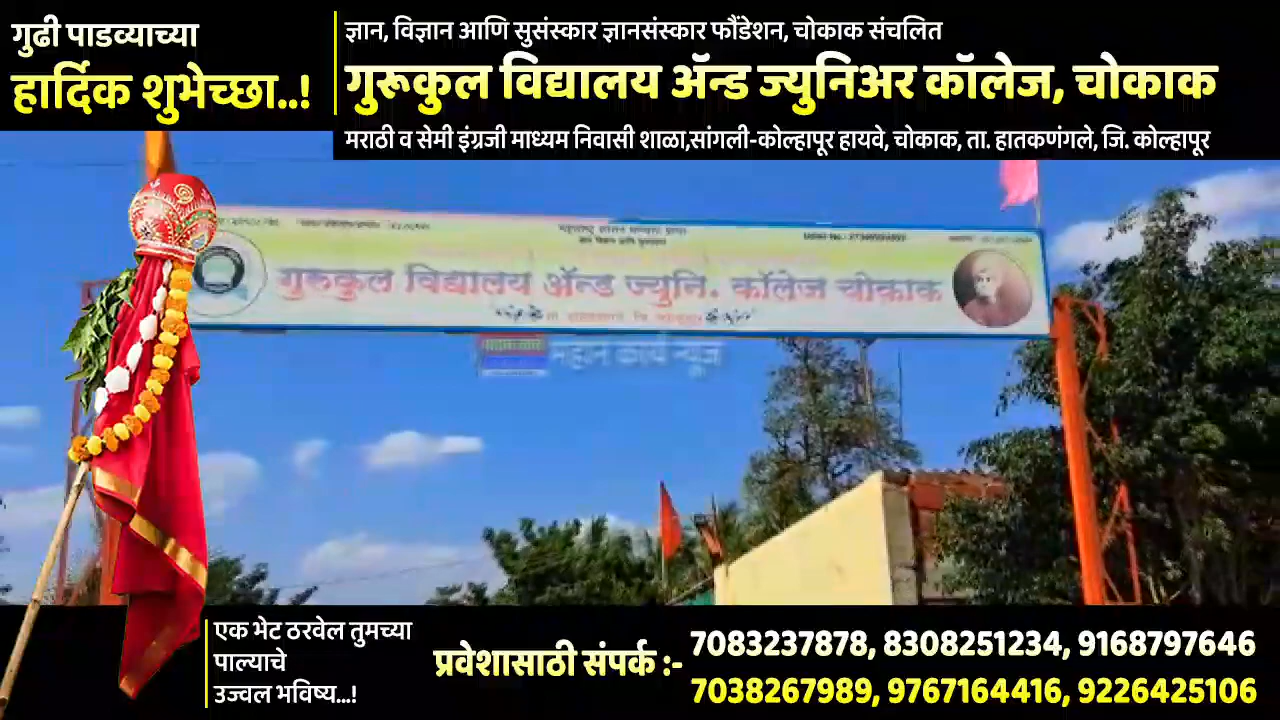 गुढी पाडव्याच्या
हार्दिक शुभेच्छा..!
ज्ञान, विज्ञान आणि सुसंस्कार ज्ञानसंस्कार फौंडेशन, चोकाक संचलित
गुरूकुल विद्यालय ॲन्ड ज्युनिअर कॉलेज, चोकाक
मराठी व सेमी इंग्रजी माध्यम निवासी शाळा,सांगली-कोल्हापूर हायवे, चोकाक, ता. हातकणंगले, जि. कोल्हापूर
गुरुकुल विद्यालय ॲन्ड ज्युनि. कॉलेज चोकाक
महान कार्य न्यूज
एक भेट ठरवेल तुमच्या
पाल्याचे
उज्वल भविष्य...!
प्रवेशासाठी संपर्क :-
7083237878, 8308251234, 9168797646
7038267989, 9767164416, 9226425106